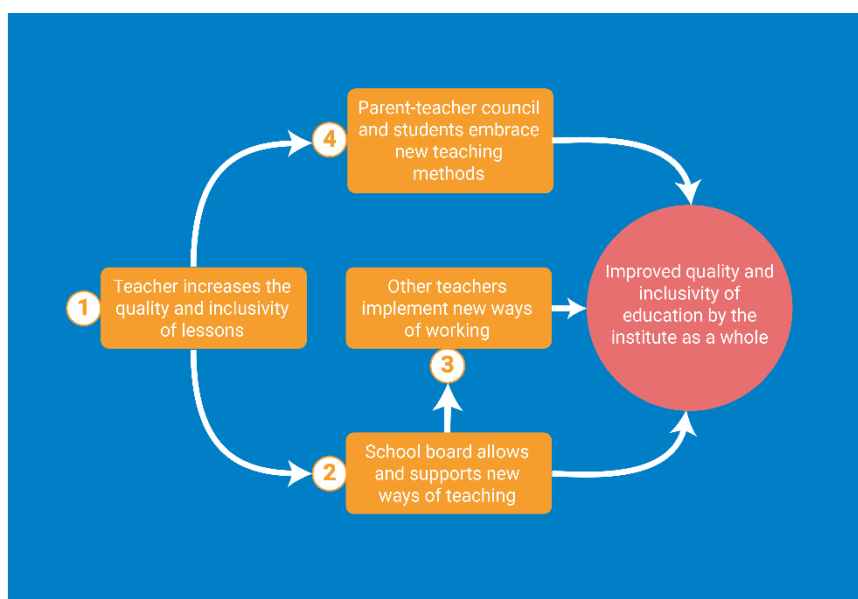 Parent-teacher council
and students embrace
new teaching
methods
4
1
Teacher increases the
quality and inclusivity
of lessons
Other teachers
implement new ways
of working
3
Improved quality and
inclusivity of
education by the
institute as a whole
2
School board allows
and supports new
ways of teaching